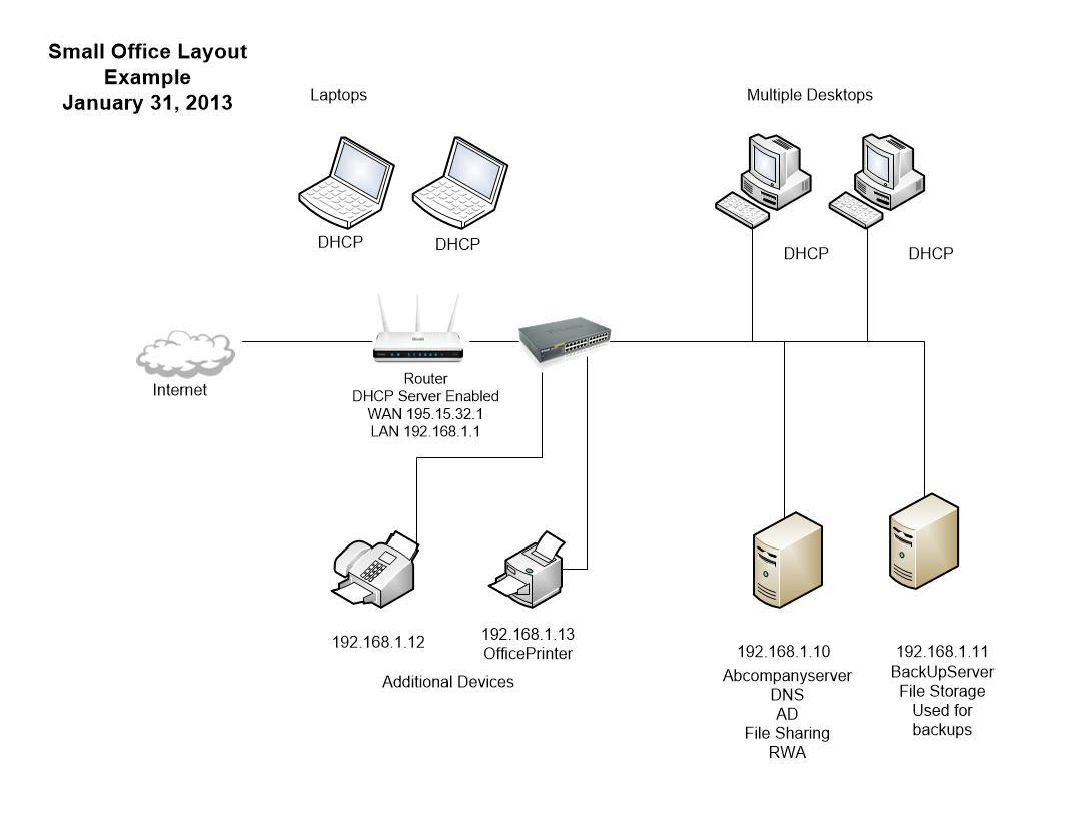 Small Office Layout
Example
January 31, 2013
Laptops
Multiple Desktops
DHCP
DHCP
DHCP
DHCP
Internet
Router
DHCP Server Enabled
WAN 195.15.32.1
LAN 192.168.1.1
192.168.1.12
192.168.1.13
OfficePrinter
Additional Devices
192.168.1.10
Abcompanyserver
DNS
AD
File Sharing
RWA
192.168.1.11
BackUpServer
File Storage
Used for
backups